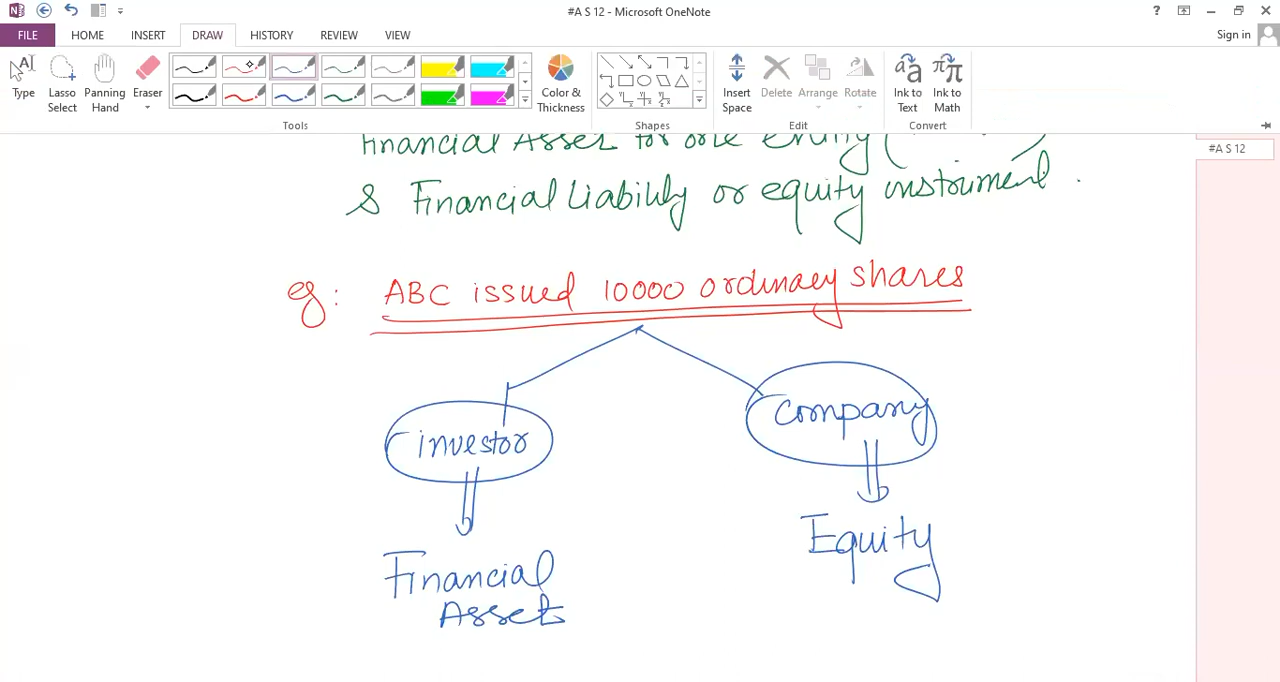 #A S 12 - Microsoft OneNote
FILE HOME INSERT DRAW HISTORY REVIEW VIEW Sign in
Type Lasso Select Panning Hand Eraser Color & Thickness Insert Space Delete Arrange Rotate Ink to Text Ink to Math
Tools Shapes Edit Convert
#A S 12
Financial Asset for one entity (
& Financial Liability or equity instrument .
eg : ABC issued 10000 ordinary shares
investor company
Equity
Financial
Asset